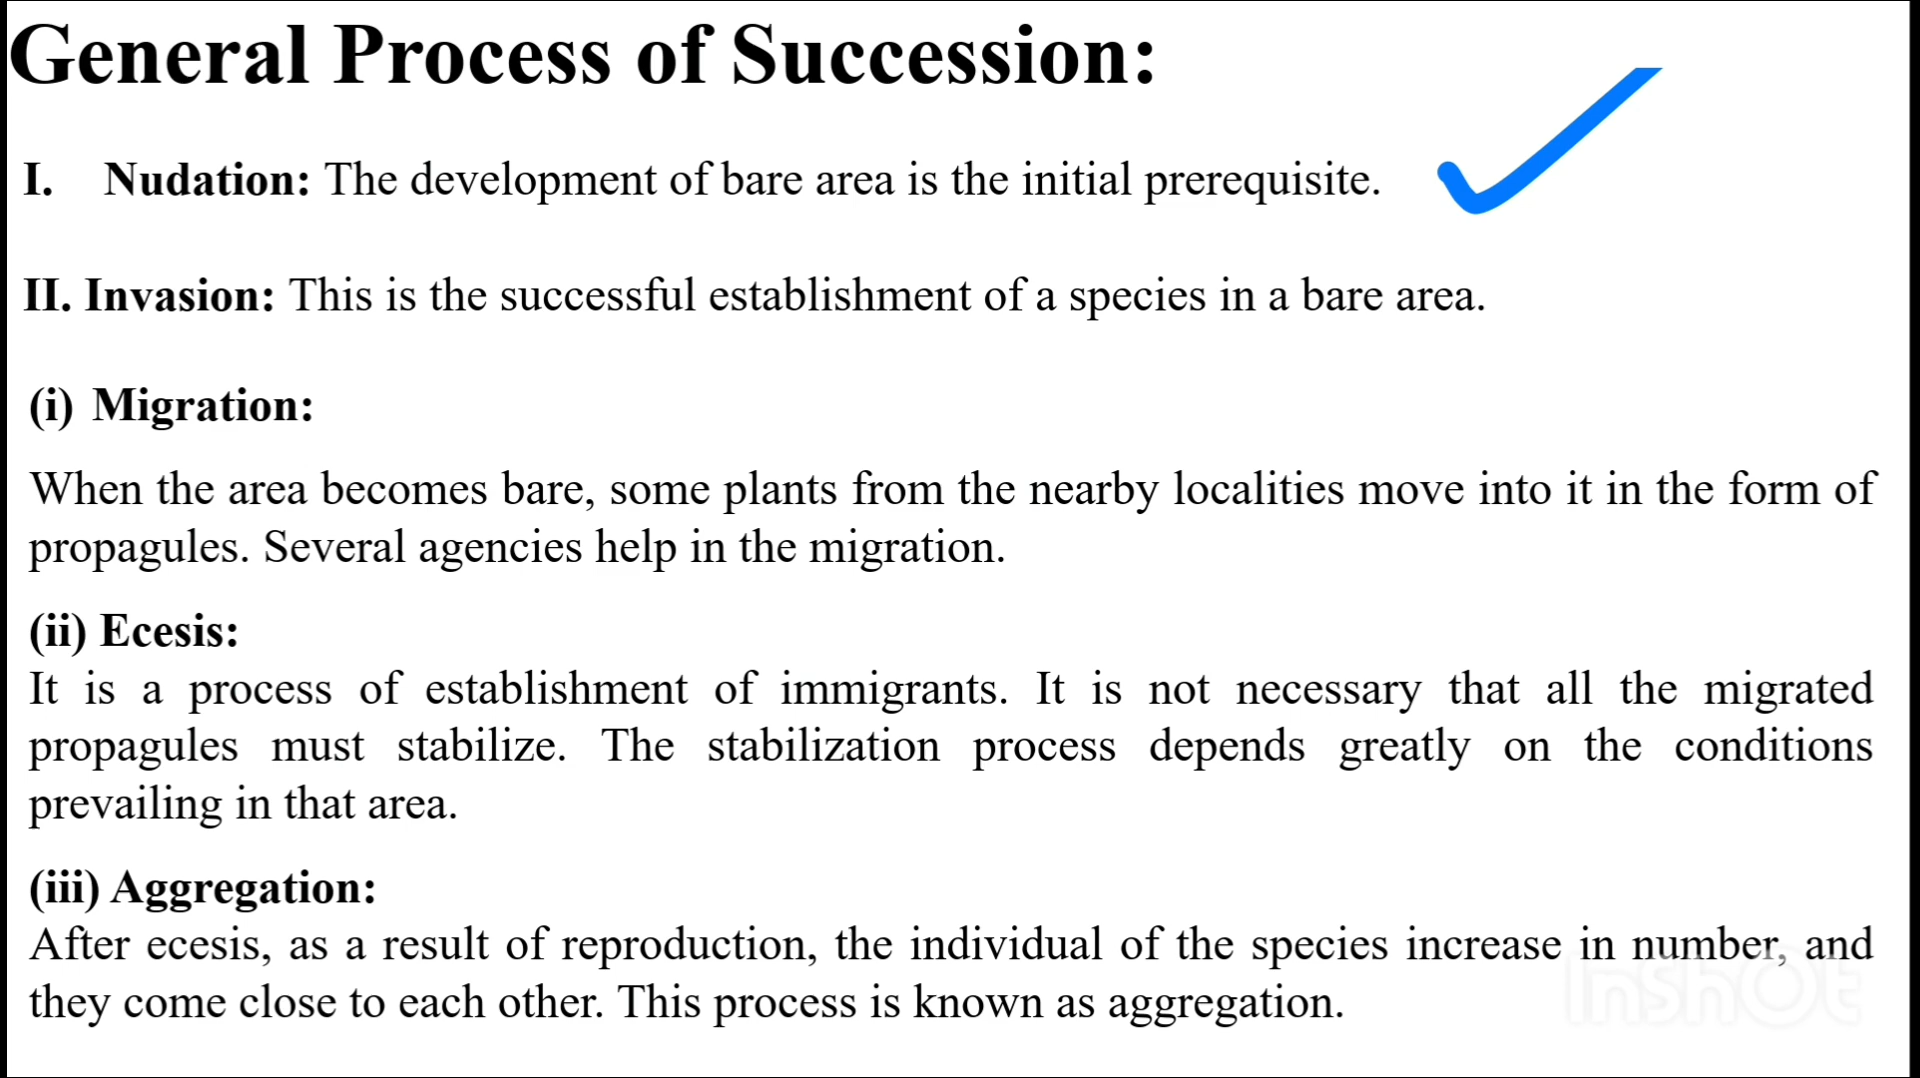 General Process of Succession:
I. Nudation: The development of bare area is the initial prerequisite.
II. Invasion: This is the successful establishment of a species in a bare area.
(i) Migration:
When the area becomes bare, some plants from the nearby localities move into it in the form of
propagules. Several agencies help in the migration.
(ii) Ecesis:
It is a process of establishment of immigrants. It is not necessary that all the migrated
propagules must stabilize. The stabilization process depends greatly on the conditions
prevailing in that area.
(iii) Aggregation:
After ecesis, as a result of reproduction, the individual of the species increase in number, and
they come close to each other. This process is known as aggregation.
InShOt